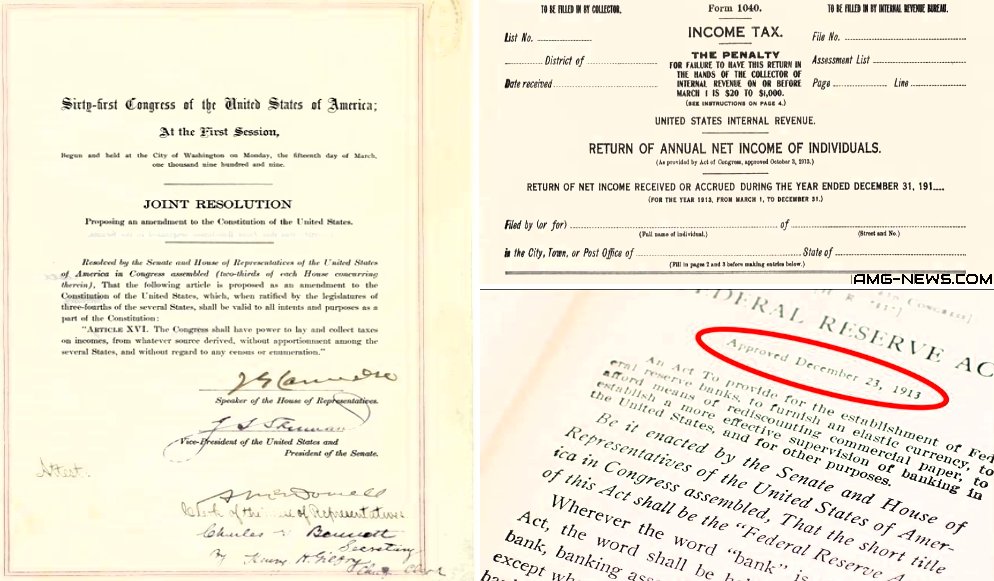 Sixty-first Congress of the United States of America;
At the First Session,
Begun and held at the City of Washington on Monday, the fifteenth day of March,
one thousand nine hundred and nine.
JOINT RESOLUTION
Proposing an amendment to the Constitution of the United States.
Resolved by the Senate and House of Representatives of the United States
of America in Congress assembled (two-thirds of each House concurring
therein), That the following article is proposed as an amendment to the
Constitution of the United States, which, when ratified by the legislatures of
three-fourths of the several States, shall be valid to all intents and purposes as a
part of the Constitution:
"ARTICLE XVI. The Congress shall have power to lay and collect taxes
on incomes, from whatever source derived, without apportionment among the
several States, and without regard to any census or enumeration."
Speaker of the House of Representatives.
Vice-President of the United States and
President of the Senate.
Attest.
Clerk of the House of Representatives
Charles Bennett
Secretary
TO BE FILLED IN BY COLLECTOR.
List No.
District of
Date received
Form 1040.
INCOME TAX.
THE PENALTY
FOR FAILURE TO HAVE THIS RETURN IN
THE HANDS OF THE COLLECTOR OF
INTERNAL REVENUE ON OR BEFORE
MARCH 1 IS $20 TO $1,000.
(SEE INSTRUCTIONS ON PAGE 4.)
TO BE FILLED IN BY INTERNAL REVENUE BUREAU.
File No.
Assessment List
Page Line
UNITED STATES INTERNAL REVENUE.
RETURN OF ANNUAL NET INCOME OF INDIVIDUALS.
(As provided by Act of Congress, approved October 3, 1913.)
RETURN OF NET INCOME RECEIVED OR ACCRUED DURING THE YEAR ENDED DECEMBER 31, 191
(FOR THE YEAR 1913, FROM MARCH 1, TO DECEMBER 31.)
Filed by (or for) of
(Full name of individual.) (Street and No.)
in the City, Town, or Post Office of State of
(Fill in pages 2 and 3 before making entries below.)
AMG-NEWS.COM
FEDERAL RESERVE AC
Approved December 23, 1913
An Act To provide for the establishment of Fed
eral reserve banks, to furnish an elastic currency, to
afford means of rediscounting commercial paper, to
establish a more effective supervision of banking in
the United States, and for other purposes.
Be it enacted by the Senate and House of
Representatives of the United States of Amer-
ica in Congress assembled, That the short title
of this Act shall be the "Federal Reserve A
Wherever the word "bank" is
Act, the word shall be
bank, banking ass
except wh